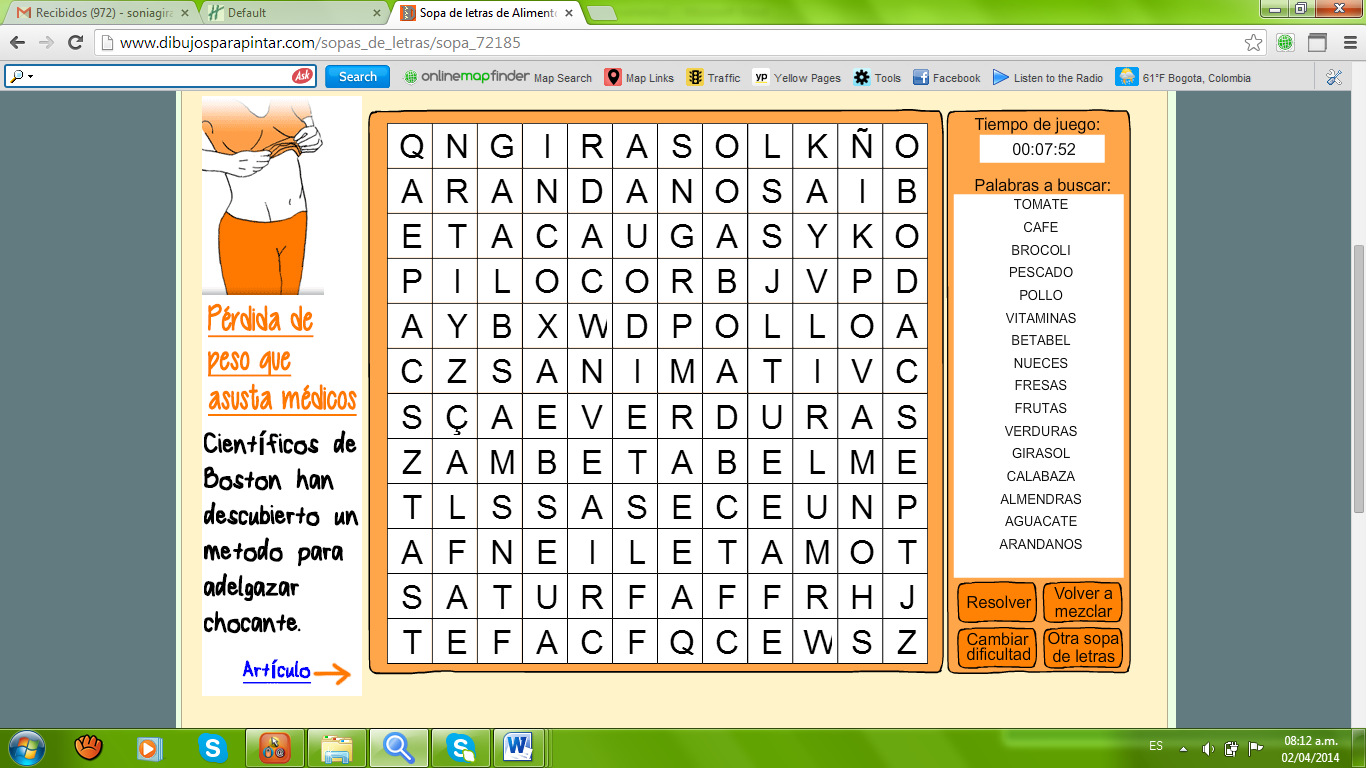 Recibidos (972) - soniagira
Default
Sopa de letras de Aliment
www.dibujosparapintar.com/sopas_de_letras/sopa_72185
Ask Search onlinemapfinder Map Search Map Links yp Traffic Yellow Pages Tools Facebook Listen to the Radio 61°F Bogota, Colombia
Pérdida de
peso que
asusta médicos
Científicos de
Boston han
descubierto un
metodo para
adelgazar
chocante.
Artículo
Q N G I R A S O L K Ñ O
A R A N D A N O S A I B
E T A C A U G A S Y K O
P I L O C O R B J V P D
A Y B X W D P O L L O A
C Z S A N I M A T I V C
S Ç A E V E R D U R A S
Z A M B E T A B E L M E
T L S S A S E C E U N P
A F N E I L E T A M O T
S A T U R F A F F R H J
T E F A C F Q C E W S Z
Tiempo de juego:
00:07:52
Palabras a buscar:
TOMATE
CAFE
BROCOLI
PESCADO
POLLO
VITAMINAS
BETABEL
NUECES
FRESAS
FRUTAS
VERDURAS
GIRASOL
CALABAZA
ALMENDRAS
AGUACATE
ARANDANOS
Resolver
Volver a
mezclar
Cambiar
dificultad
Otra sopa
de letras
ES
08:12 a.m.
02/04/2014